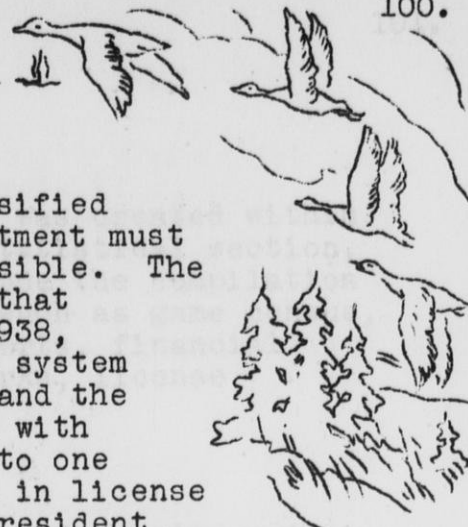 100.
sified
tment must
sible. The
that
938,
system
and the
with
to one
in license
resident